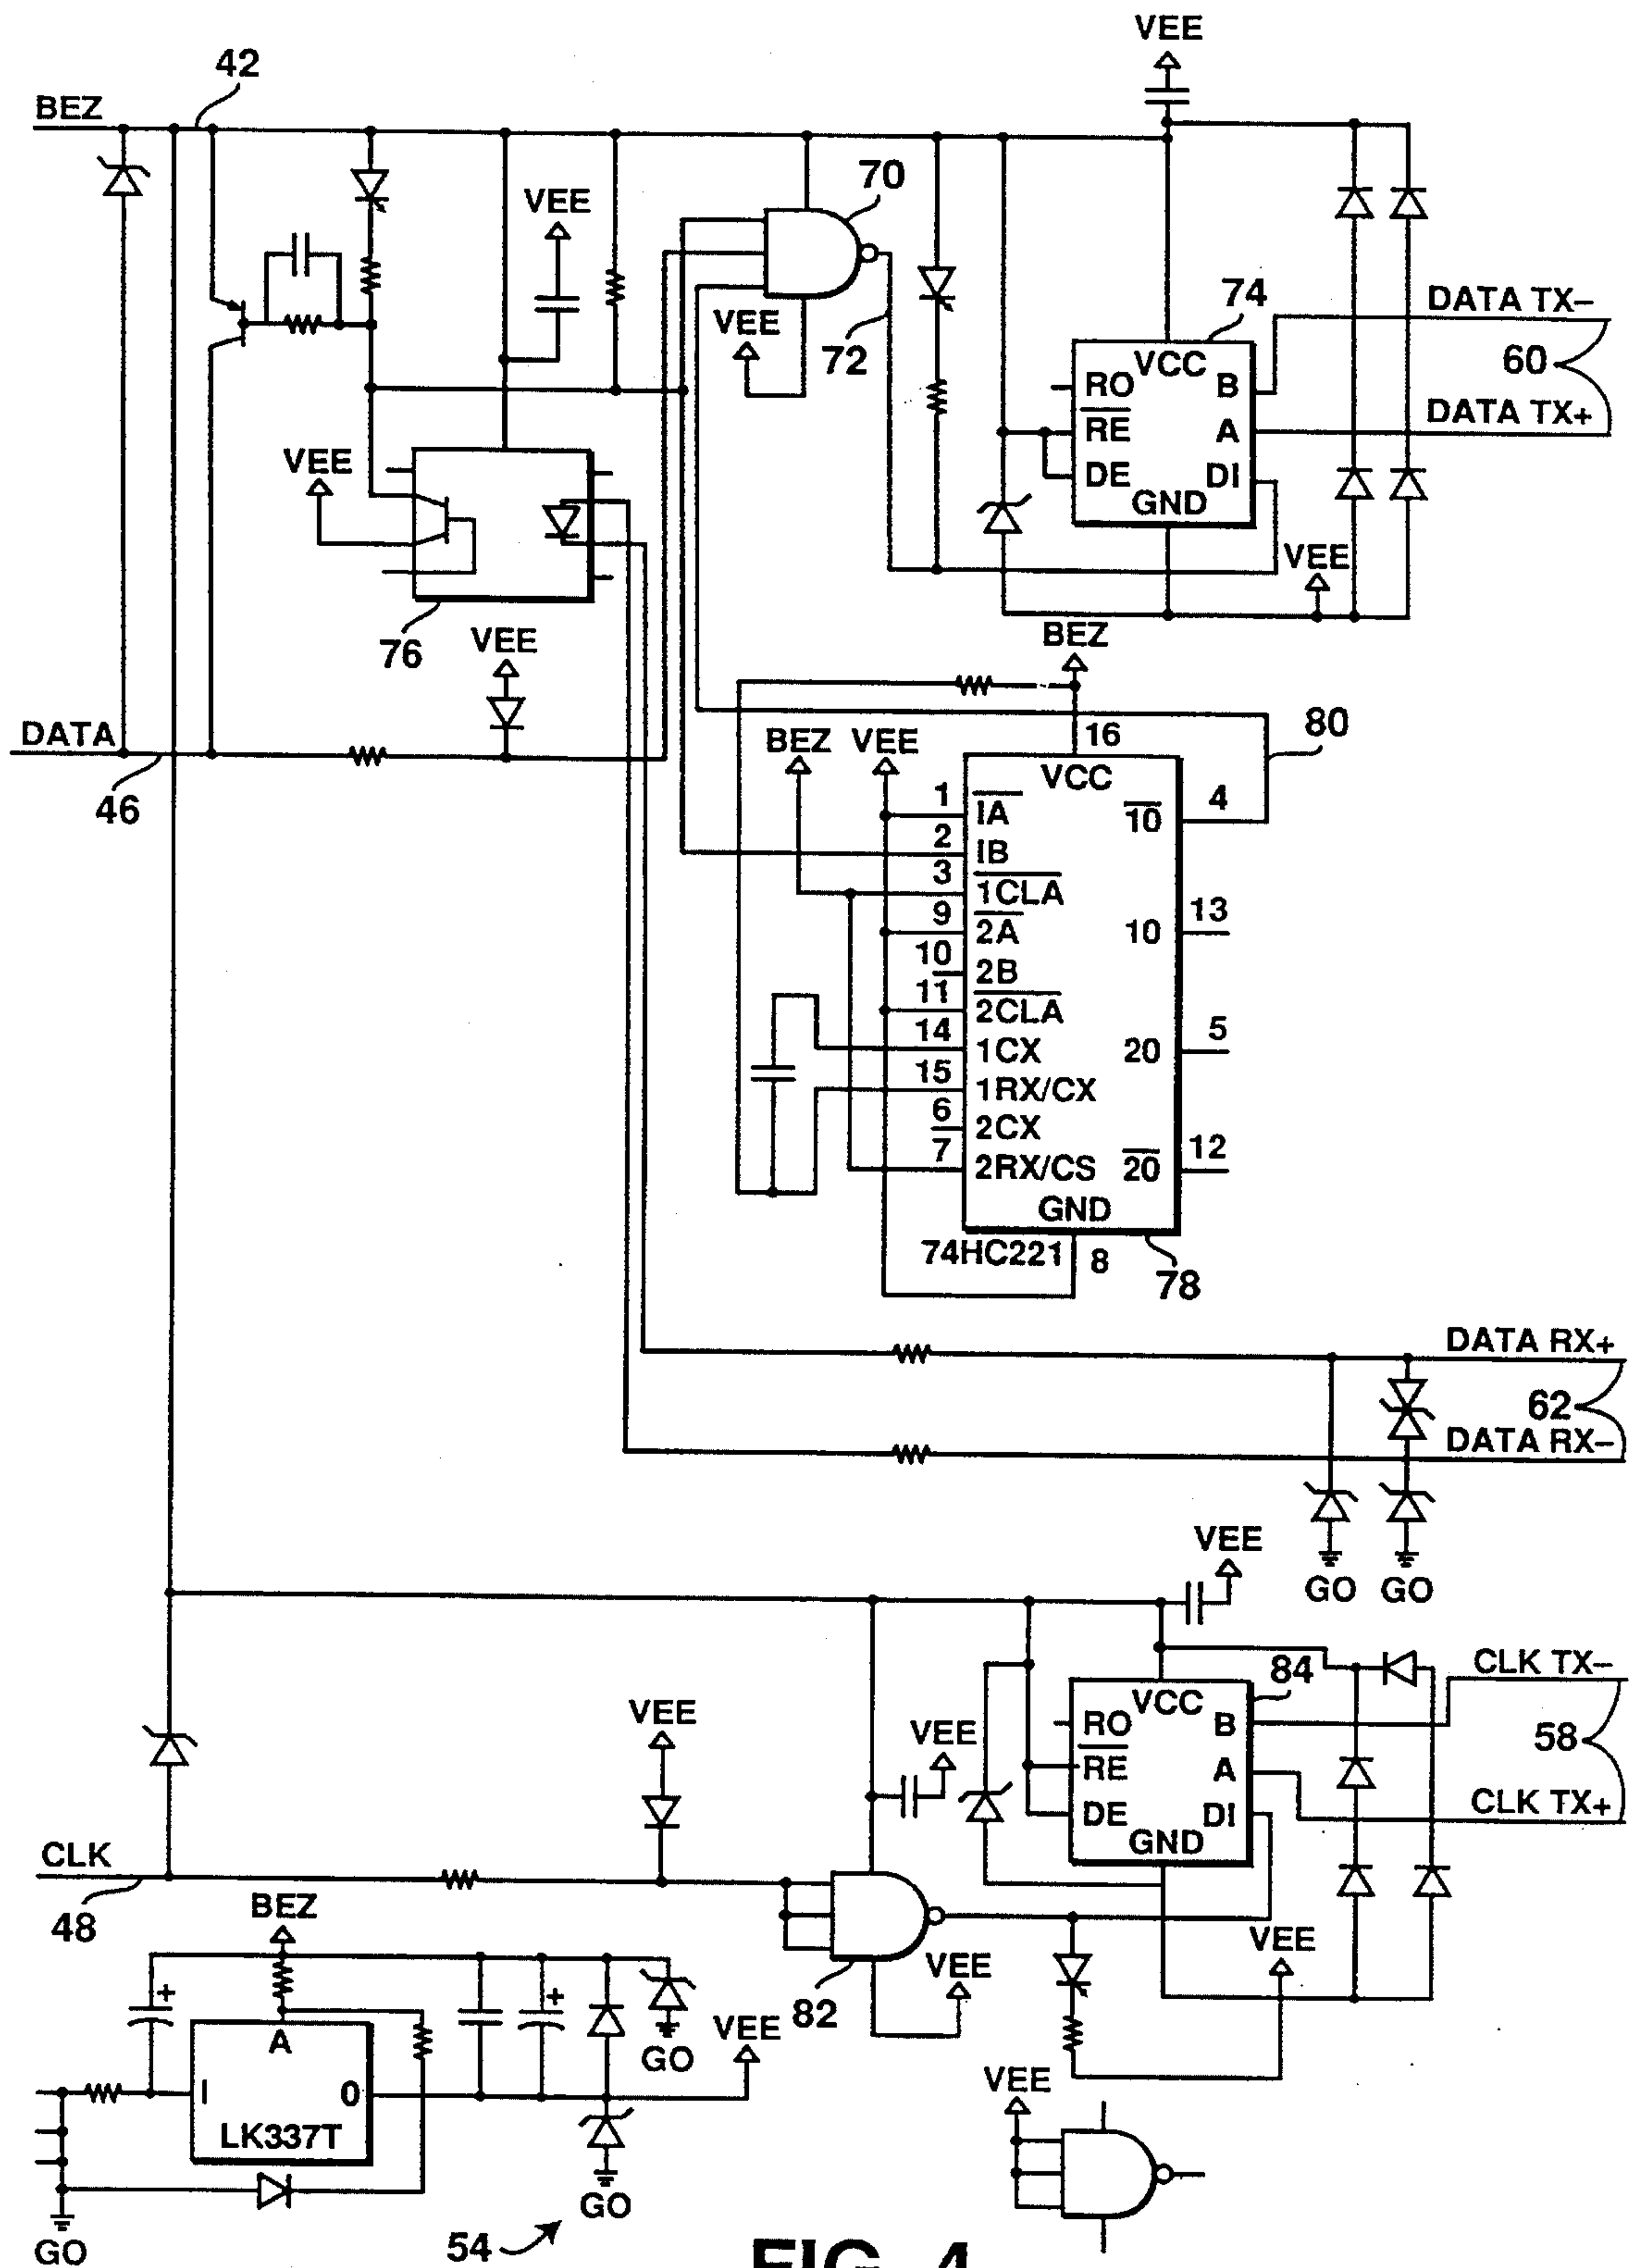 VEE
42
BEZ
70
VEE
74
DATA TX−
VEE
72
VCC
60
RO
B
RE
A
DATA TX+
VEE
DE
DI
GND
VEE
76
VEE
BEZ
DATA
46
BEZ VEE
16
80
VCC
1
IA
10
4
2
IB
3
1CLA
9
2A
10
13
10
2B
11
2CLA
14
1CX
20
5
15
1RX/CX
6
2CX
7
2RX/CS
20
12
GND
74HC221
8
78
DATA RX+
62
DATA RX−
VEE
GO GO
84
CLK TX−
VEE
VCC
VEE
RO
B
58
RE
A
DE
DI
CLK TX+
GND
CLK
48
BEZ
VEE
VEE
82
+
+
A
GO
VEE
I
0
VEE
LK337T
GO
GO
54
FIG. 4